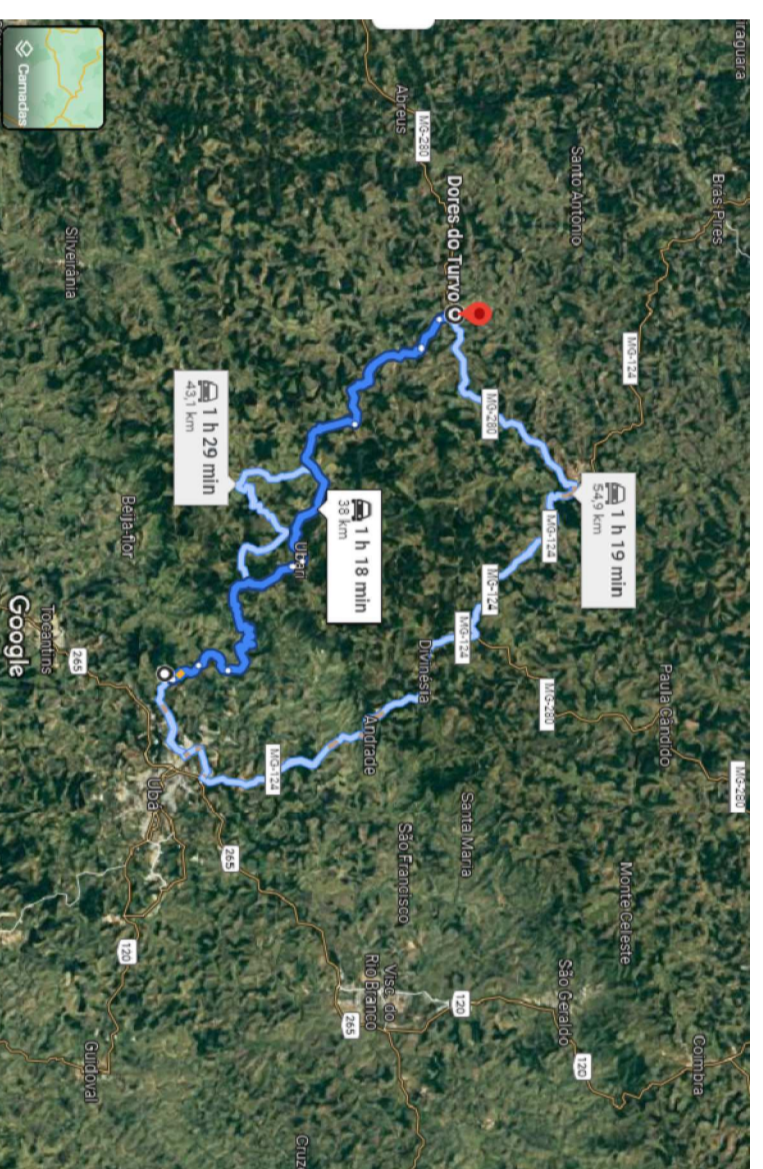 iraguara
MG-280
Brás Pires
Coimbra
Paula Cândido
MG-124
Monte Celeste
1 h 19 min
54,9 km
120
Santo Antônio
São Geraldo
MG-124
MG-280
MG-280
MG-124
Santa Maria
MG-124
120
Dores do Turvo
MG-280
Divinésia
Abreus
São Francisco
Visc. do
Rio Branco
Andrade
1 h 18 min
38 km
265
Ubari
Cruz
MG-124
265
1 h 29 min
43,1 km
Ubá
Beija-flor
120
Guidoval
265
Silveirânia
Tocantins
Camadas
Google